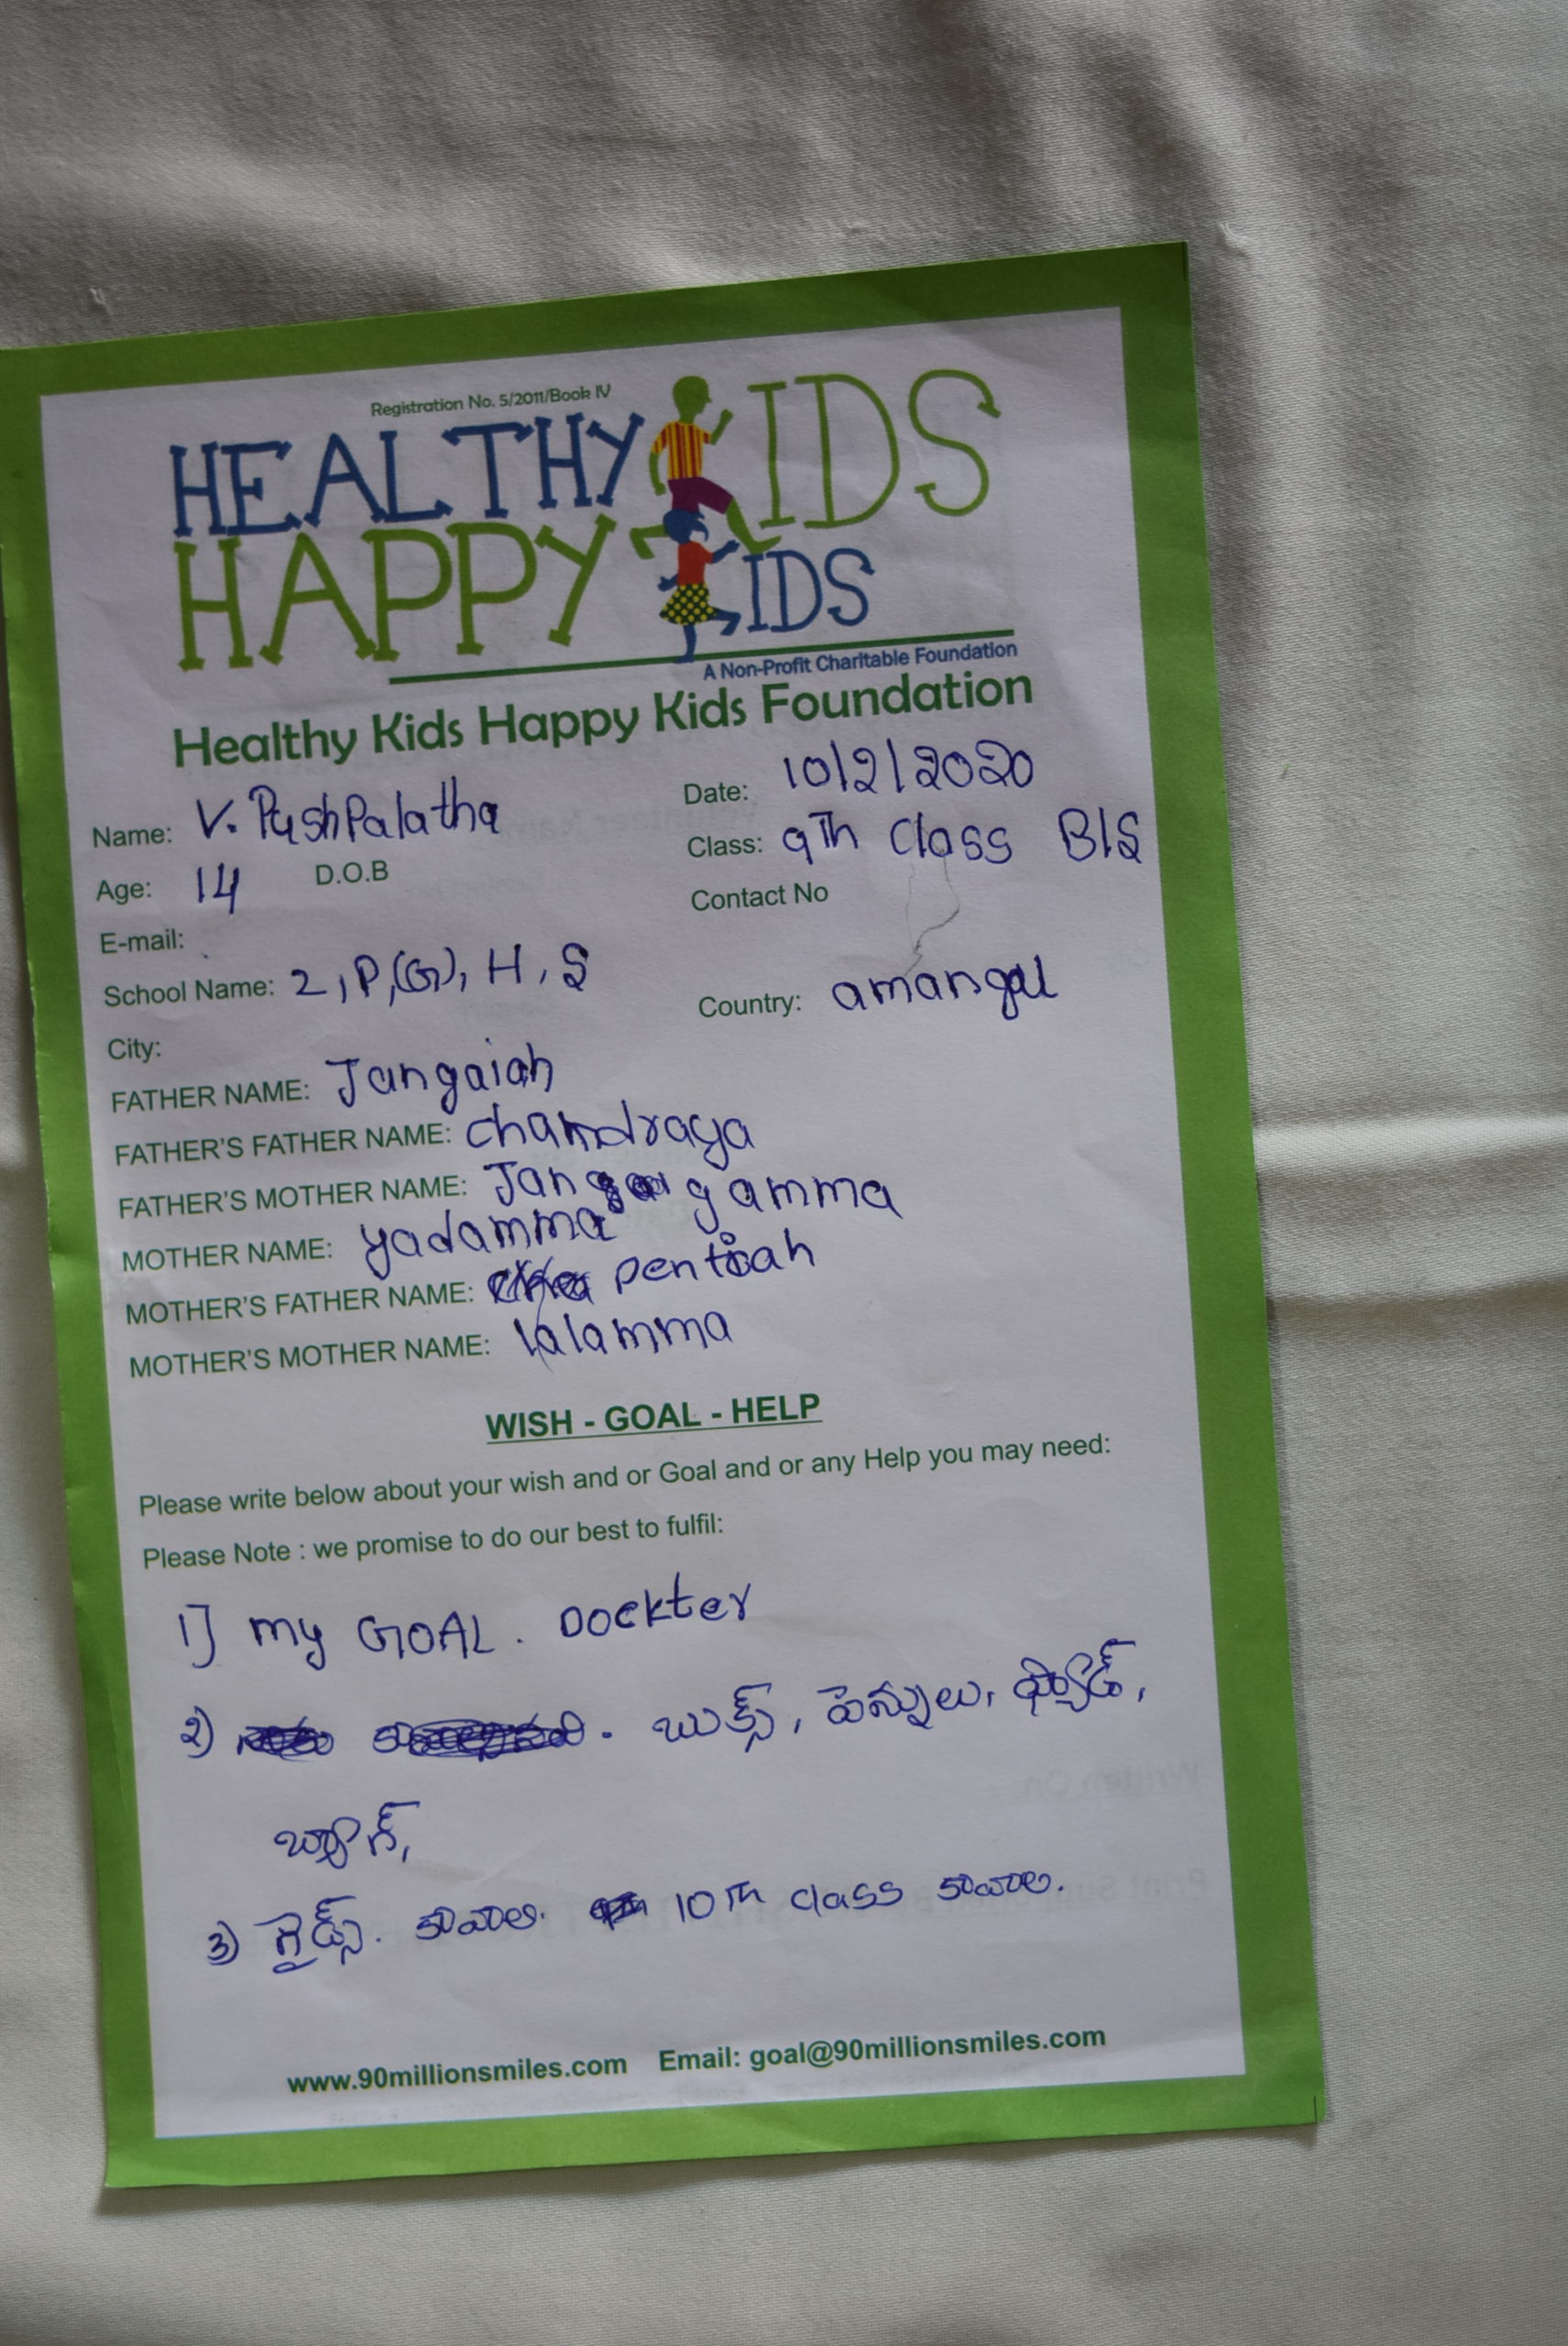 Registration No. 5/2011/Book IV
HEALTHY KIDS
HAPPY KIDS
A Non-Profit Charitable Foundation
Healthy Kids Happy Kids Foundation
Name: V. PushPalatha Date: 10/2/2020
Age: 14 D.O.B Class: 9Th Class B/S
E-mail: Contact No
School Name: 2, P,(G), H, S
City: Country: amangal
FATHER NAME: Jangaiah
FATHER'S FATHER NAME: chandraya
FATHER'S MOTHER NAME: Jangamma
MOTHER NAME: yadamma
MOTHER'S FATHER NAME: pentiah
MOTHER'S MOTHER NAME: lalamma
WISH - GOAL - HELP
Please write below about your wish and or Goal and or any Help you may need:
Please Note : we promise to do our best to fulfil:
1] my GOAL. Dockter
2) . బుక్స్, పెన్నులు, ప్యాడ్,
బ్యాగ్,
3) గైడ్స్. కావాలి. 10Th class కావాలి.
www.90millionsmiles.com Email: goal@90millionsmiles.com